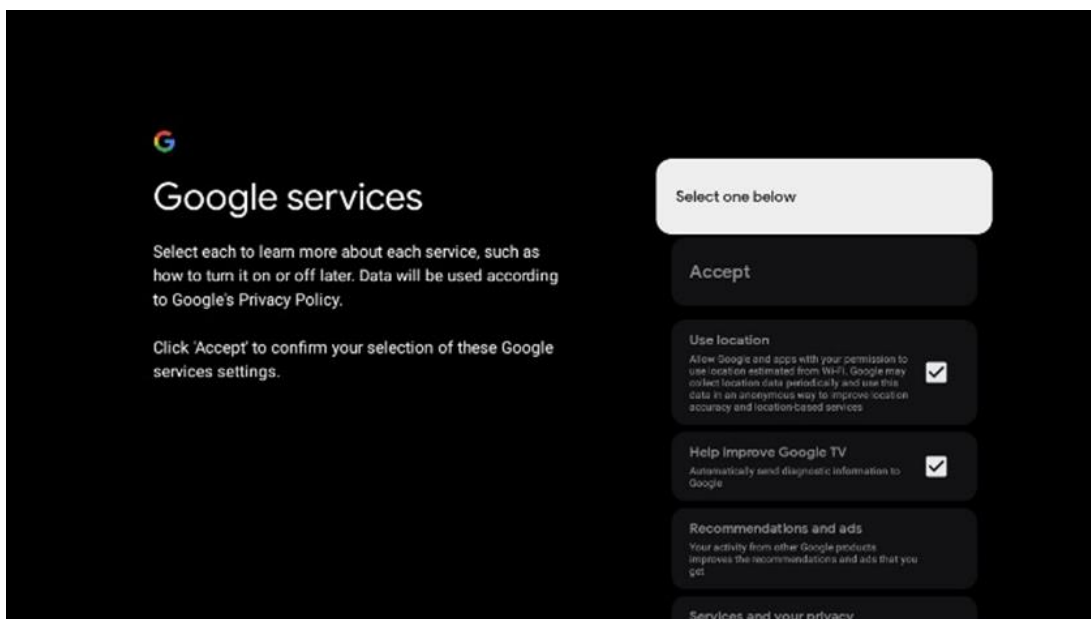 Google services
Select each to learn more about each service, such as
how to turn it on or off later. Data will be used according
to Google's Privacy Policy.
Click 'Accept' to confirm your selection of these Google
services settings.
Select one below
Accept
Use location
Allow Google and apps with your permission to
use location estimated from Wi-Fi. Google may
collect location data periodically and use this
data in an anonymous way to improve location
accuracy and location-based services
Help improve Google TV
Automatically send diagnostic information to
Google
Recommendations and ads
Your activity from other Google products
improves the recommendations and ads that you
get
Services and your privacy